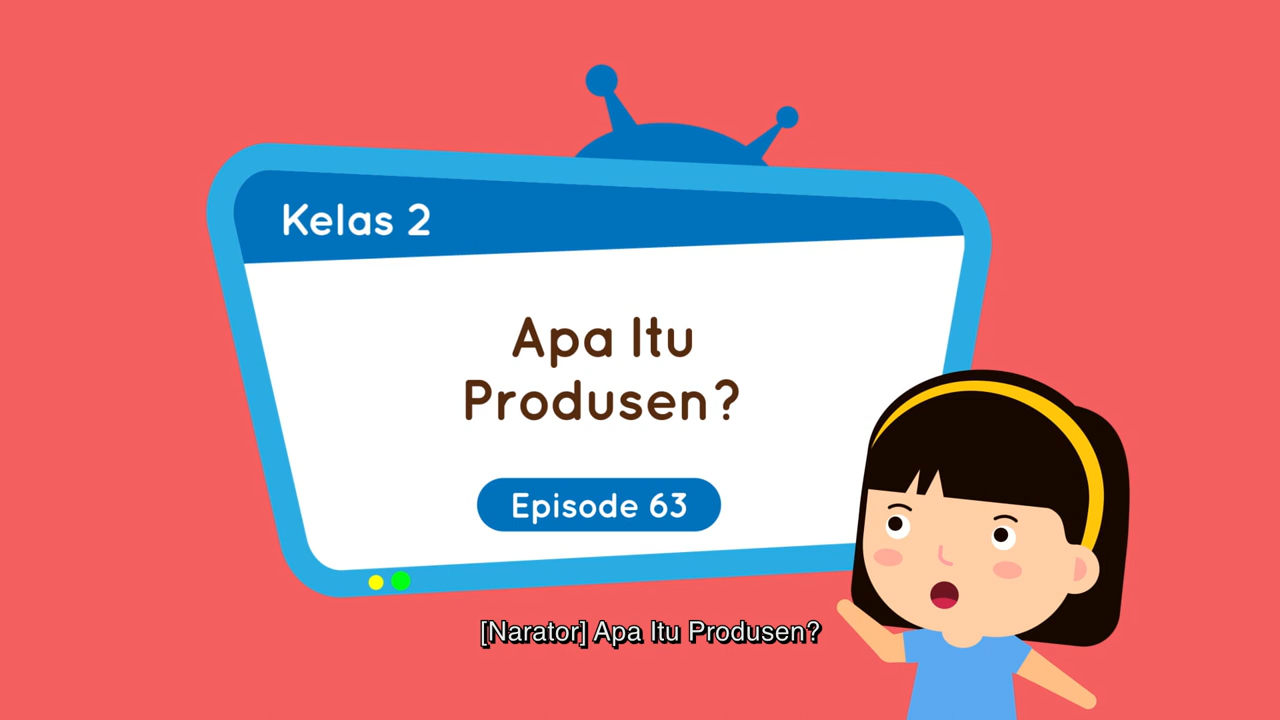 Kelas 2
Apa Itu
Produsen?
Episode 63
[Narator] Apa Itu Produsen?